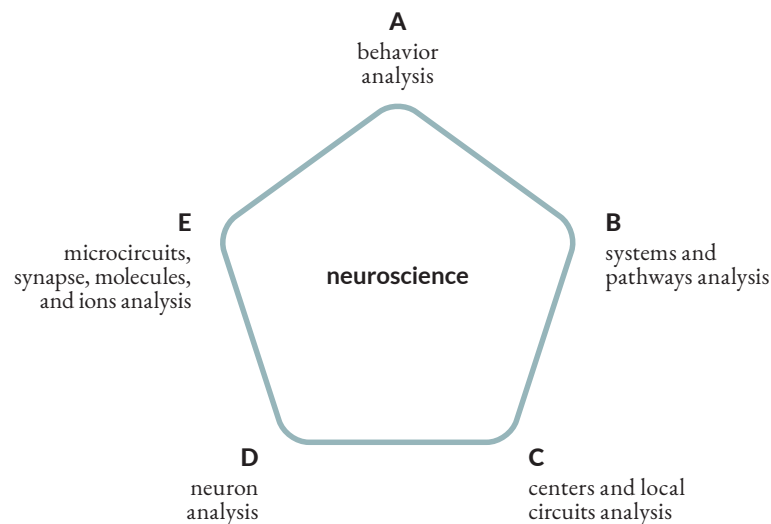 A
behavior
analysis
E
microcircuits,
synapse, molecules,
and ions analysis
neuroscience
B
systems and
pathways analysis
D
neuron
analysis
C
centers and local
circuits analysis